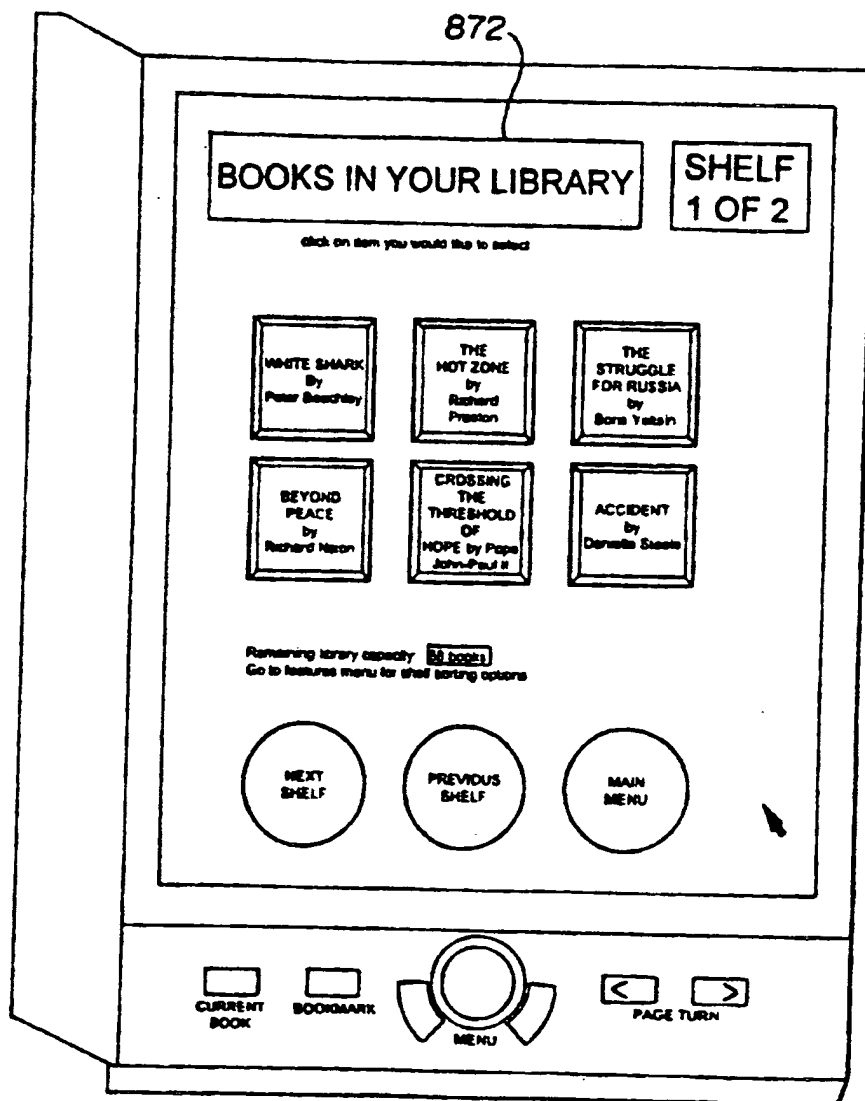 872
BOOKS IN YOUR LIBRARY
SHELF
1 OF 2
click on item you would like to select
WHITE SHARK
By
Peter Benchley
THE
HOT ZONE
by
Richard
Preston
THE
STRUGGLE
FOR RUSSIA
by
Boris Yeltsin
BEYOND
PEACE
by
Richard Nixon
CROSSING
THE
THRESHOLD
OF
HOPE by Pope
John-Paul II
ACCIDENT
by
Danielle Steele
Remaining library capacity books
Go to features menu for shelf sorting options
NEXT
SHELF
PREVIOUS
SHELF
MAIN
MENU
CURRENT
BOOK
BOOKMARK
MENU
< >
PAGE TURN